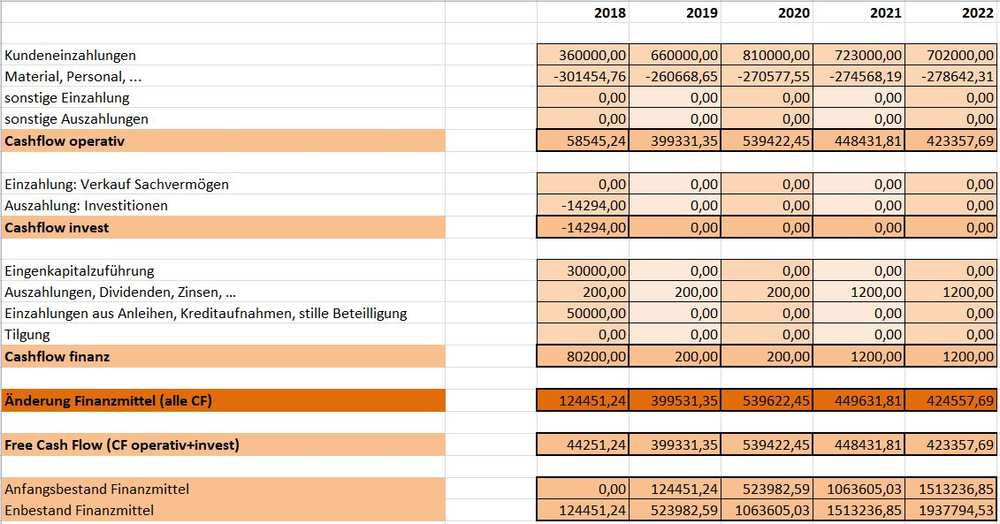 2018 2019 2020 2021 2022
Kundeneinzahlungen 360000,00 660000,00 810000,00 723000,00 702000,00
Material, Personal, ... -301454,76 -260668,65 -270577,55 -274568,19 -278642,31
sonstige Einzahlung 0,00 0,00 0,00 0,00 0,00
sonstige Auszahlungen 0,00 0,00 0,00 0,00 0,00
Cashflow operativ 58545,24 399331,35 539422,45 448431,81 423357,69
Einzahlung: Verkauf Sachvermögen 0,00 0,00 0,00 0,00 0,00
Auszahlung: Investitionen -14294,00 0,00 0,00 0,00 0,00
Cashflow invest -14294,00 0,00 0,00 0,00 0,00
Eingenkapitalzuführung 30000,00 0,00 0,00 0,00 0,00
Auszahlungen, Dividenden, Zinsen, ... 200,00 200,00 200,00 1200,00 1200,00
Einzahlungen aus Anleihen, Kreditaufnahmen, stille Beteilligung 50000,00 0,00 0,00 0,00 0,00
Tilgung 0,00 0,00 0,00 0,00 0,00
Cashflow finanz 80200,00 200,00 200,00 1200,00 1200,00
Änderung Finanzmittel (alle CF) 124451,24 399531,35 539622,45 449631,81 424557,69
Free Cash Flow (CF operativ+invest) 44251,24 399331,35 539422,45 448431,81 423357,69
Anfangsbestand Finanzmittel 0,00 124451,24 523982,59 1063605,03 1513236,85
Enbestand Finanzmittel 124451,24 523982,59 1063605,03 1513236,85 1937794,53